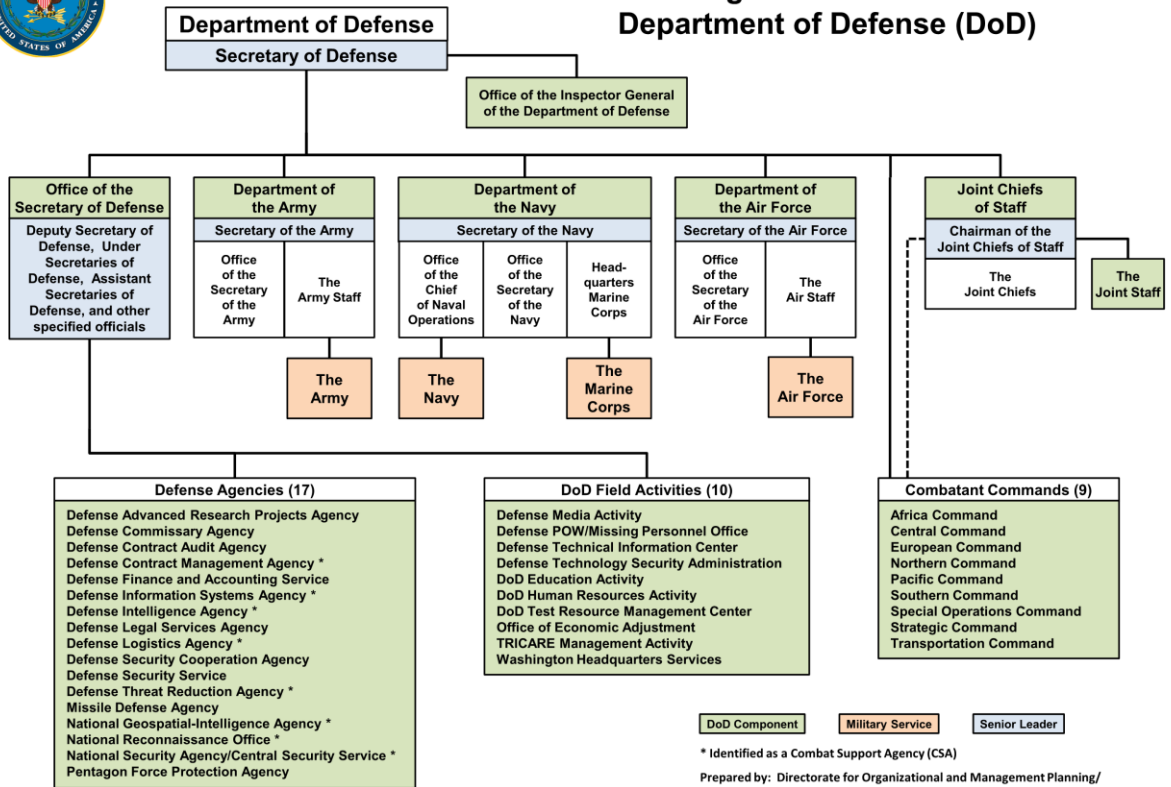 UNITED STATES OF AMERICA
Department of Defense (DoD)
Department of Defense
Secretary of Defense
Office of the Inspector General
of the Department of Defense
Office of the
Secretary of Defense
Deputy Secretary of
Defense, Under
Secretaries of
Defense, Assistant
Secretaries of
Defense, and other
specified officials
Department of
the Army
Secretary of the Army
Office
of the
Secretary
of the
Army
The
Army Staff
The
Army
Department of
the Navy
Secretary of the Navy
Office
of the
Chief
of Naval
Operations
Office
of the
Secretary
of the
Navy
Head-
quarters
Marine
Corps
The
Navy
The
Marine
Corps
Department of
the Air Force
Secretary of the Air Force
Office
of the
Secretary
of the
Air Force
The
Air Staff
The
Air Force
Joint Chiefs
of Staff
Chairman of the
Joint Chiefs of Staff
The
Joint Chiefs
The
Joint Staff
Defense Agencies (17)
Defense Advanced Research Projects Agency
Defense Commissary Agency
Defense Contract Audit Agency
Defense Contract Management Agency *
Defense Finance and Accounting Service
Defense Information Systems Agency *
Defense Intelligence Agency *
Defense Legal Services Agency
Defense Logistics Agency *
Defense Security Cooperation Agency
Defense Security Service
Defense Threat Reduction Agency *
Missile Defense Agency
National Geospatial-Intelligence Agency *
National Reconnaissance Office *
National Security Agency/Central Security Service *
Pentagon Force Protection Agency
DoD Field Activities (10)
Defense Media Activity
Defense POW/Missing Personnel Office
Defense Technical Information Center
Defense Technology Security Administration
DoD Education Activity
DoD Human Resources Activity
DoD Test Resource Management Center
Office of Economic Adjustment
TRICARE Management Activity
Washington Headquarters Services
Combatant Commands (9)
Africa Command
Central Command
European Command
Northern Command
Pacific Command
Southern Command
Special Operations Command
Strategic Command
Transportation Command
DoD Component
Military Service
Senior Leader
* Identified as a Combat Support Agency (CSA)
Prepared by: Directorate for Organizational and Management Planning/